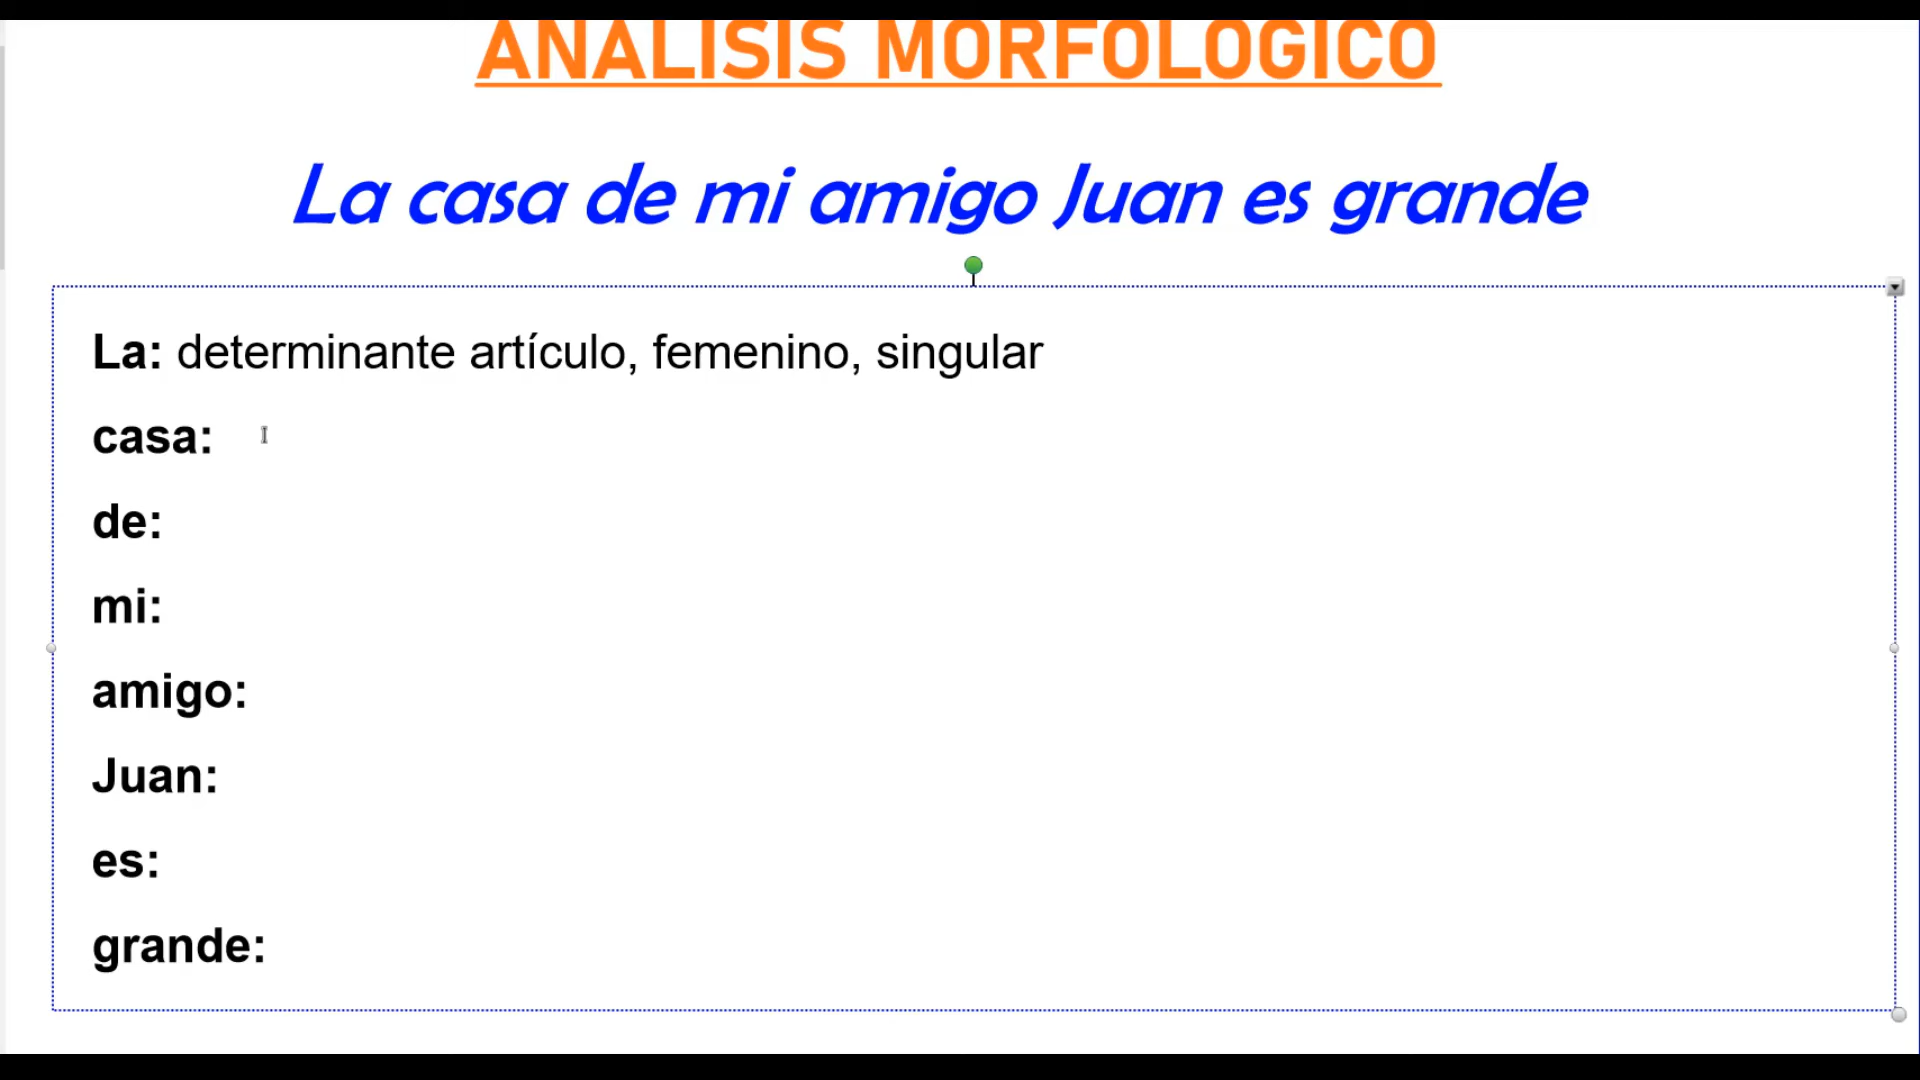 ANALISIS MORFOLOGICO
La casa de mi amigo Juan es grande
La: determinante artículo, femenino, singular
casa:
de:
mi:
amigo:
Juan:
es:
grande: